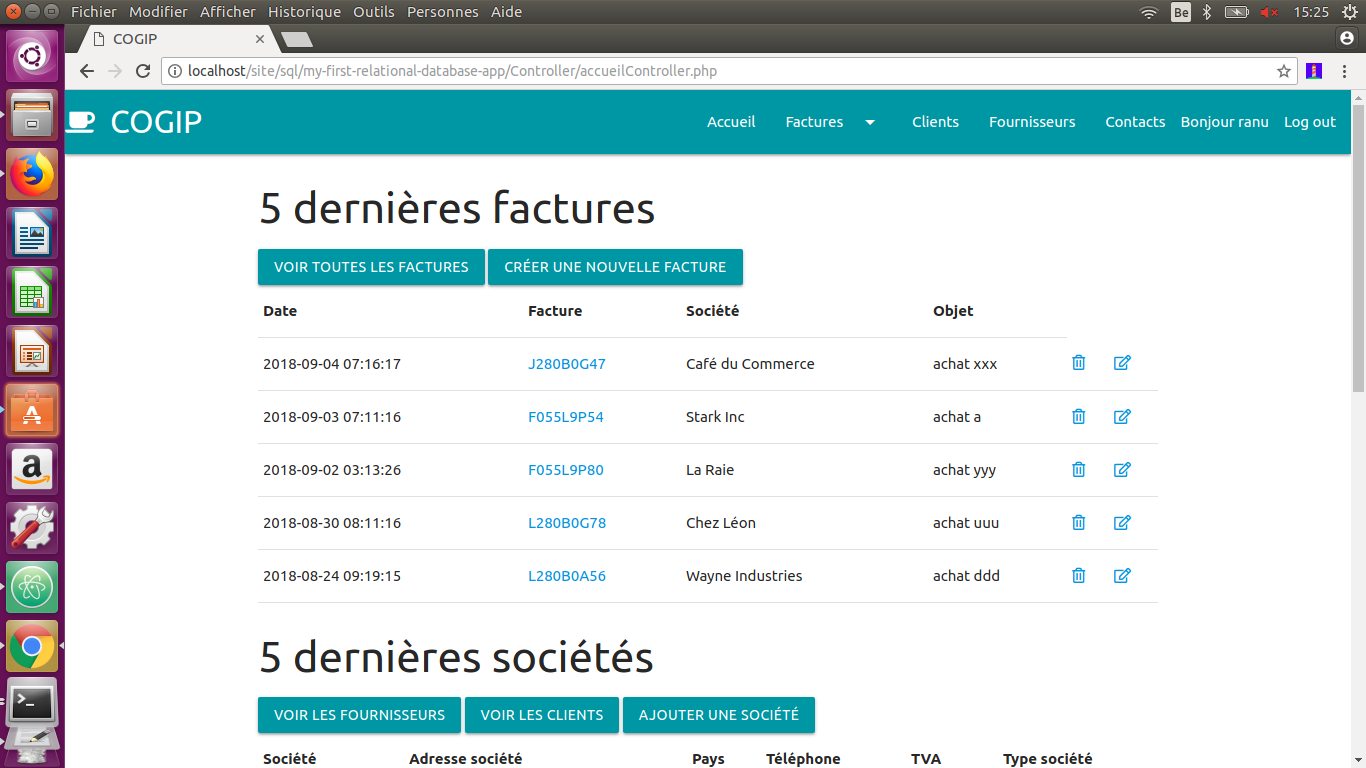 Fichier Modifier Afficher Historique Outils Personnes Aide Be 15:25
COGIP
localhost/site/sql/my-first-relational-database-app/Controller/accueilController.php
COGIP Accueil Factures Clients Fournisseurs Contacts Bonjour ranu Log out
5 dernières factures
VOIR TOUTES LES FACTURES CRÉER UNE NOUVELLE FACTURE
Date Facture Société Objet
2018-09-04 07:16:17 J280B0G47 Café du Commerce achat xxx
2018-09-03 07:11:16 F055L9P54 Stark Inc achat a
2018-09-02 03:13:26 F055L9P80 La Raie achat yyy
2018-08-30 08:11:16 L280B0G78 Chez Léon achat uuu
2018-08-24 09:19:15 L280B0A56 Wayne Industries achat ddd
5 dernières sociétés
VOIR LES FOURNISSEURS VOIR LES CLIENTS AJOUTER UNE SOCIÉTÉ
Société Adresse société Pays Téléphone TVA Type société